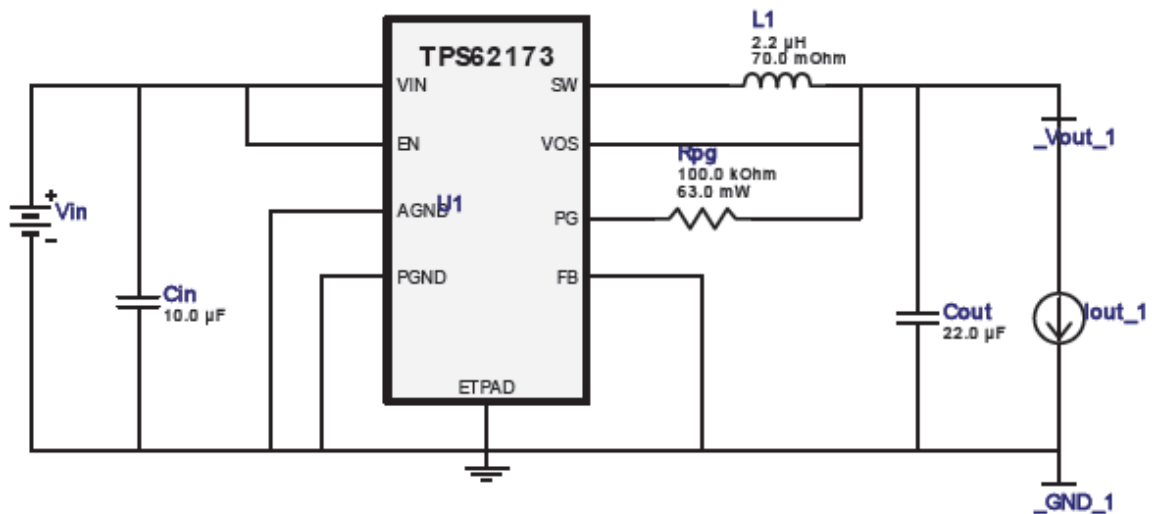 L1
2.2 µH
70.0 mOhm
TPS62173
VIN
SW
EN
VOS
_Vout_1
Rpg
100.0 kOhm
63.0 mW
+
Vin
-
AGND
U1
PG
PGND
FB
Cin
10.0 µF
Cout
22.0 µF
Iout_1
ETPAD
_GND_1